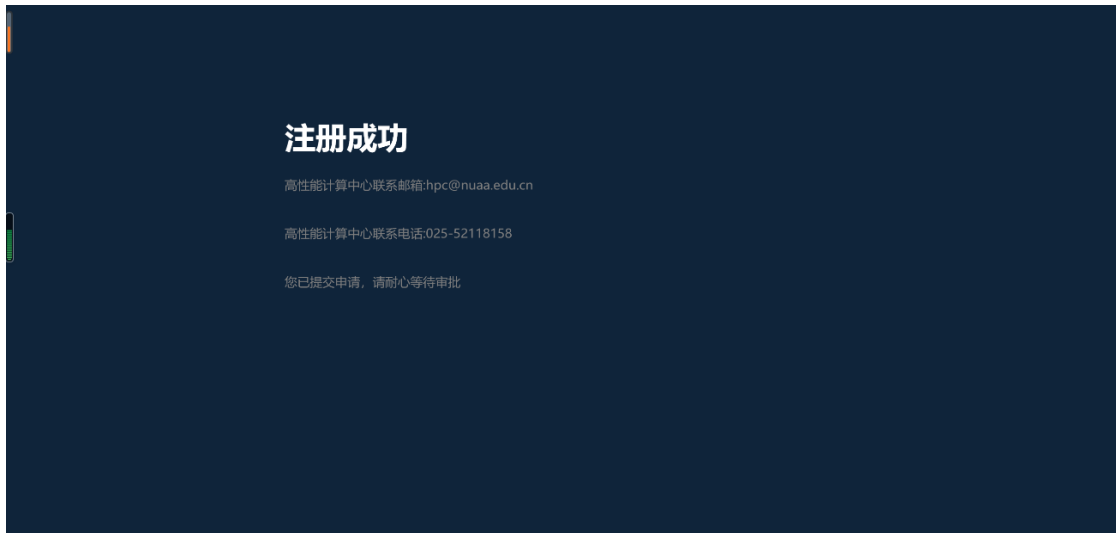 注册成功
高性能计算中心联系邮箱:hpc@nuaa.edu.cn
高性能计算中心联系电话:025-52118158
您已提交申请，请耐心等待审批